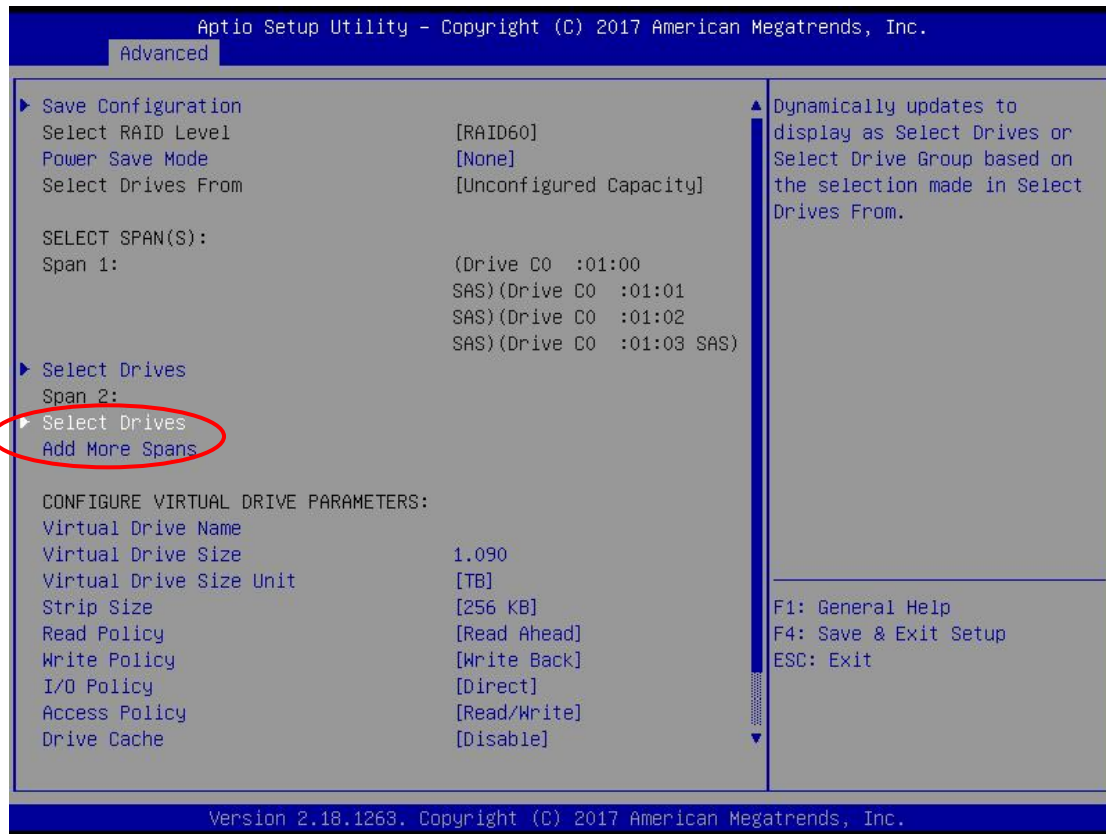 Aptio Setup Utility – Copyright (C) 2017 American Megatrends, Inc.
Advanced
Save Configuration
Select RAID Level [RAID60]
Power Save Mode [None]
Select Drives From [Unconfigured Capacity]
SELECT SPAN(S):
Span 1: (Drive C0 :01:00
SAS)(Drive C0 :01:01
SAS)(Drive C0 :01:02
SAS)(Drive C0 :01:03 SAS)
Select Drives
Span 2:
Select Drives
Add More Spans
CONFIGURE VIRTUAL DRIVE PARAMETERS:
Virtual Drive Name
Virtual Drive Size 1.090
Virtual Drive Size Unit [TB]
Strip Size [256 KB]
Read Policy [Read Ahead]
Write Policy [Write Back]
I/O Policy [Direct]
Access Policy [Read/Write]
Drive Cache [Disable]
Dynamically updates to
display as Select Drives or
Select Drive Group based on
the selection made in Select
Drives From.
F1: General Help
F4: Save & Exit Setup
ESC: Exit
Version 2.18.1263. Copyright (C) 2017 American Megatrends, Inc.